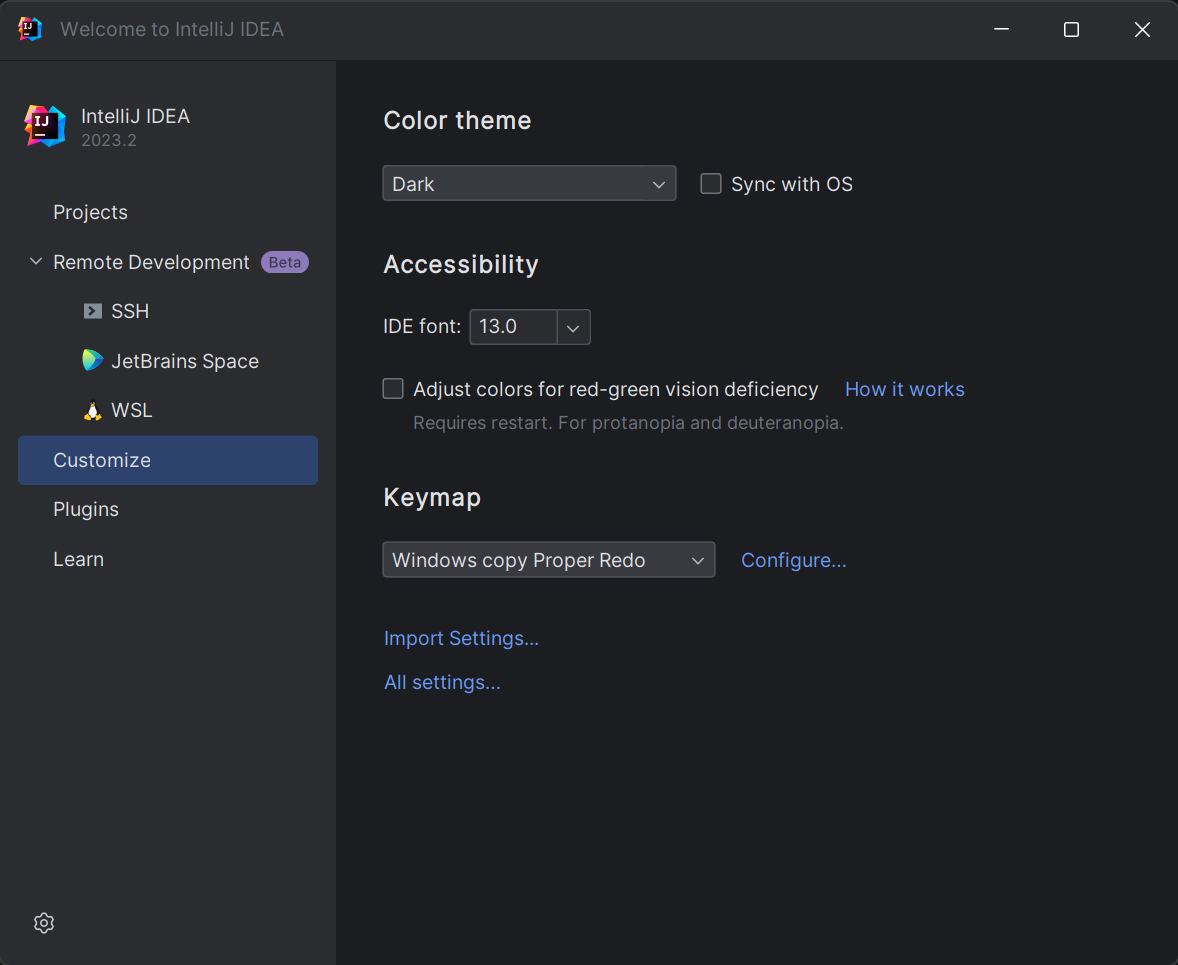 Welcome to IntelliJ IDEA
IntelliJ IDEA
2023.2
Projects
Remote Development Beta
SSH
JetBrains Space
WSL
Customize
Plugins
Learn
Color theme
Dark Sync with OS
Accessibility
IDE font: 13.0
Adjust colors for red-green vision deficiency How it works
Requires restart. For protanopia and deuteranopia.
Keymap
Windows copy Proper Redo Configure...
Import Settings...
All settings...